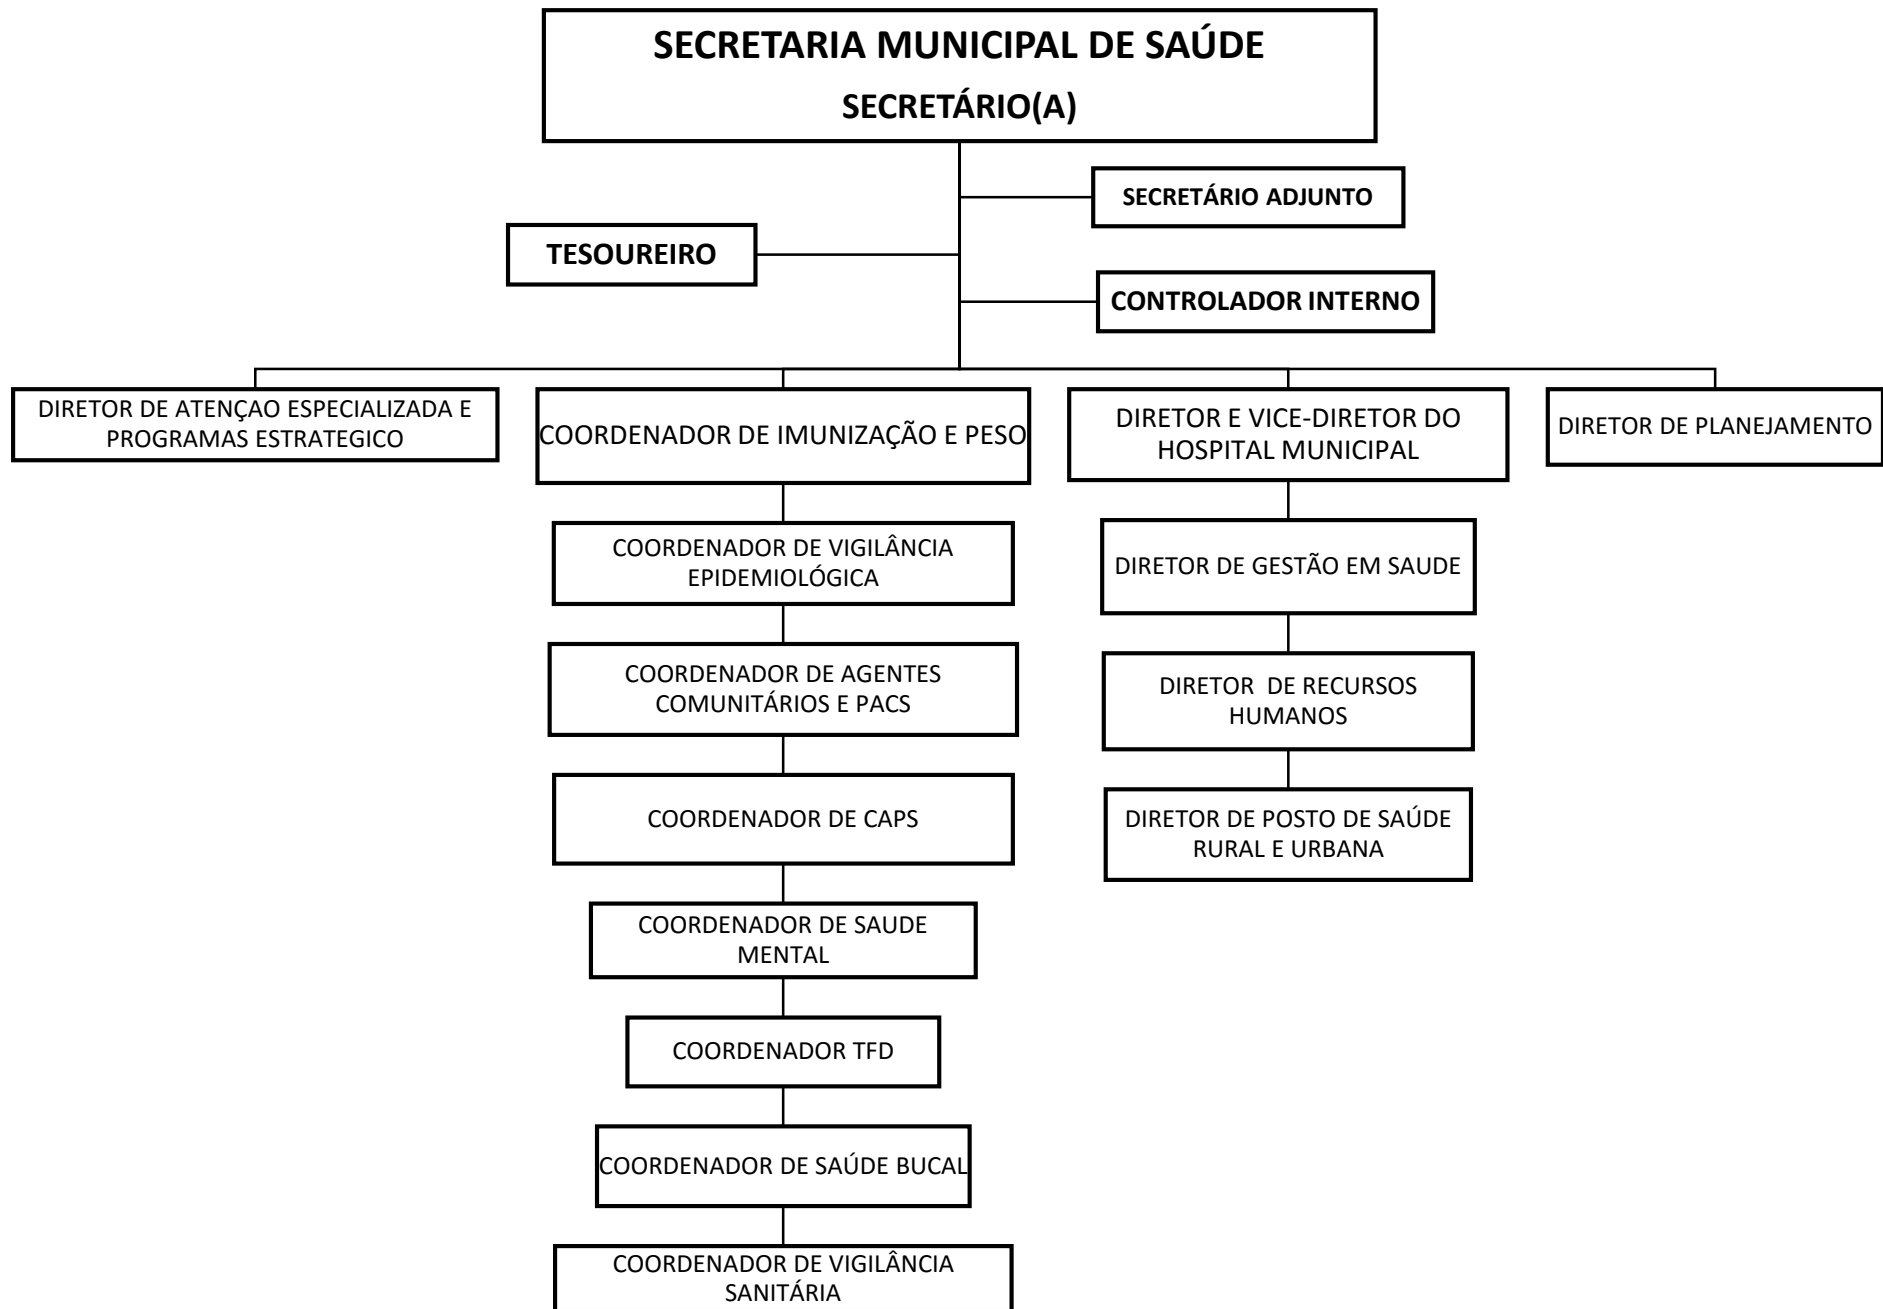 SECRETARIA MUNICIPAL DE SAÚDE
SECRETÁRIO(A)
SECRETÁRIO ADJUNTO
TESOUREIRO
CONTROLADOR INTERNO
DIRETOR DE ATENÇAO ESPECIALIZADA E
PROGRAMAS ESTRATEGICO
COORDENADOR DE IMUNIZAÇÃO E PESO
DIRETOR E VICE-DIRETOR DO
HOSPITAL MUNICIPAL
DIRETOR DE PLANEJAMENTO
COORDENADOR DE VIGILÂNCIA
EPIDEMIOLÓGICA
DIRETOR DE GESTÃO EM SAUDE
COORDENADOR DE AGENTES
COMUNITÁRIOS E PACS
DIRETOR DE RECURSOS
HUMANOS
COORDENADOR DE CAPS
DIRETOR DE POSTO DE SAÚDE
RURAL E URBANA
COORDENADOR DE SAUDE
MENTAL
COORDENADOR TFD
COORDENADOR DE SAÚDE BUCAL
COORDENADOR DE VIGILÂNCIA
SANITÁRIA